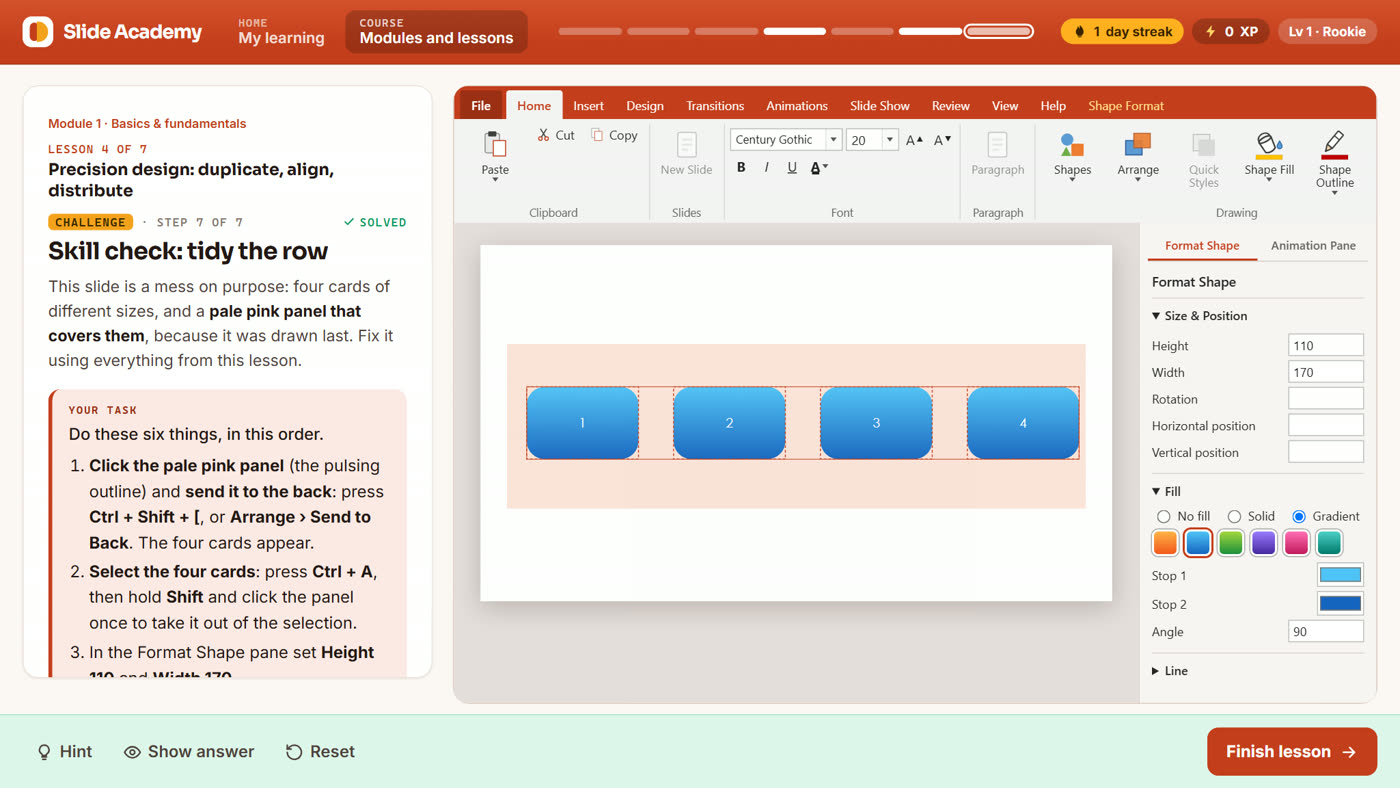 Slide Academy
HOME
My learning
COURSE
Modules and lessons
1 day streak
0 XP
Lv 1 · Rookie
Module 1 · Basics & fundamentals
LESSON 4 OF 7
Precision design: duplicate, align,
distribute
CHALLENGE · STEP 7 OF 7
SOLVED
Skill check: tidy the row
This slide is a mess on purpose: four cards of
different sizes, and a pale pink panel that
covers them, because it was drawn last. Fix it
using everything from this lesson.
YOUR TASK
Do these six things, in this order.
1. Click the pale pink panel (the pulsing
outline) and send it to the back: press
Ctrl + Shift + [, or Arrange › Send to
Back. The four cards appear.
2. Select the four cards: press Ctrl + A,
then hold Shift and click the panel
once to take it out of the selection.
3. In the Format Shape pane set Height
110 and Width 170
File
Home
Insert
Design
Transitions
Animations
Slide Show
Review
View
Help
Shape Format
Paste
Cut
Copy
Clipboard
New Slide
Slides
Century Gothic
20
A
A
B
I
U
A
Font
Paragraph
Paragraph
Shapes
Arrange
Quick
Styles
Shape Fill
Shape
Outline
Drawing
1
2
3
4
Format Shape
Animation Pane
Format Shape
Size & Position
Height 110
Width 170
Rotation
Horizontal position
Vertical position
Fill
No fill
Solid
Gradient
Stop 1
Stop 2
Angle 90
Line
Hint
Show answer
Reset
Finish lesson →